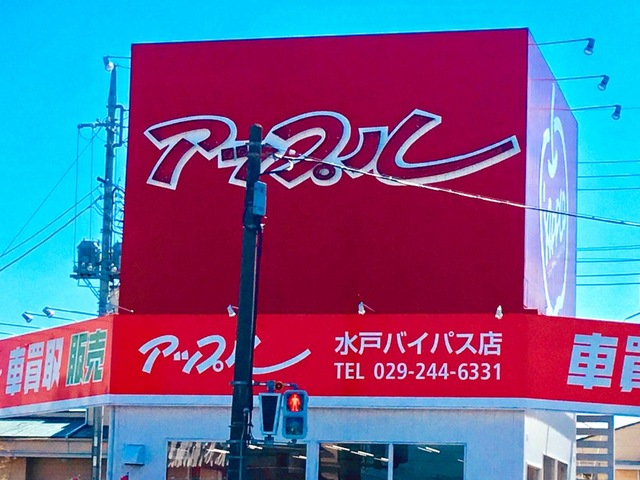 アップル
車買取 販売
アップル
水戸バイパス店
TEL 029-244-6331
車買